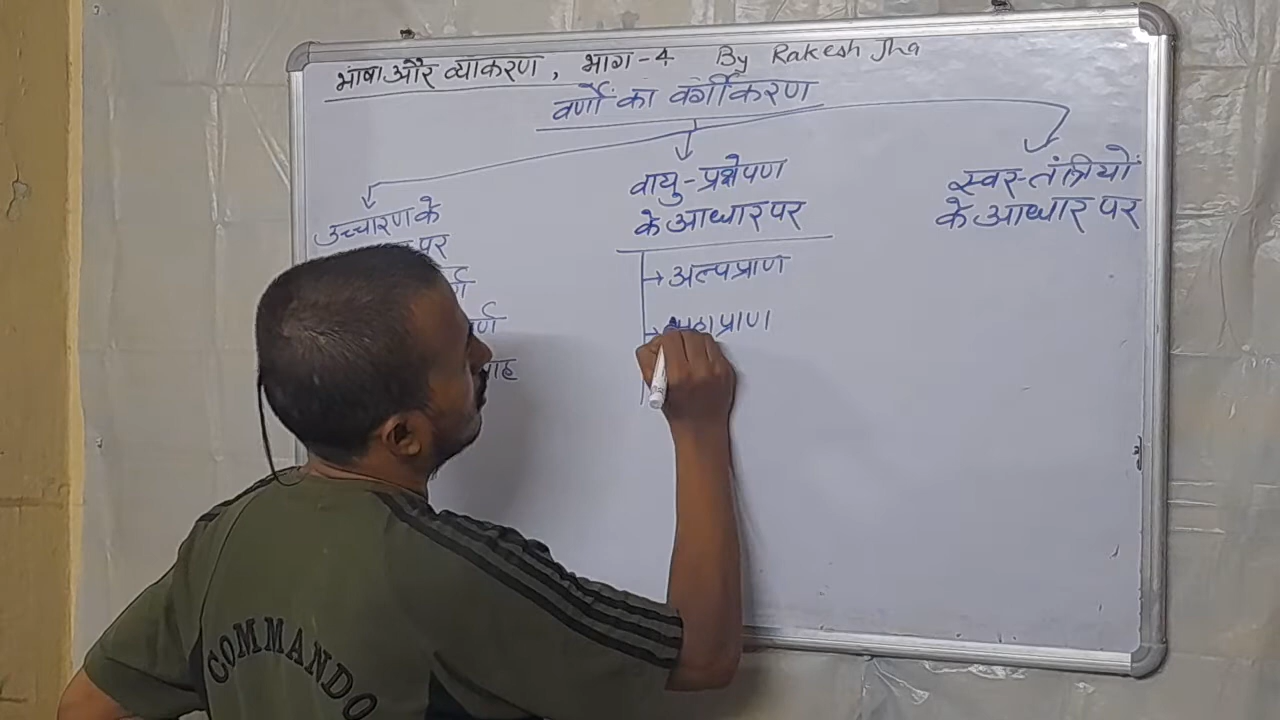 भाषा और व्याकरण, भाग-4 By Rakesh Jha
वर्णों का वर्गीकरण
उच्चारण के
पर
वायु-प्रक्षेपण
के आधार पर
अल्पप्राण
महाप्राण
स्वर-तंत्रियों
के आधार पर
COMMANDO